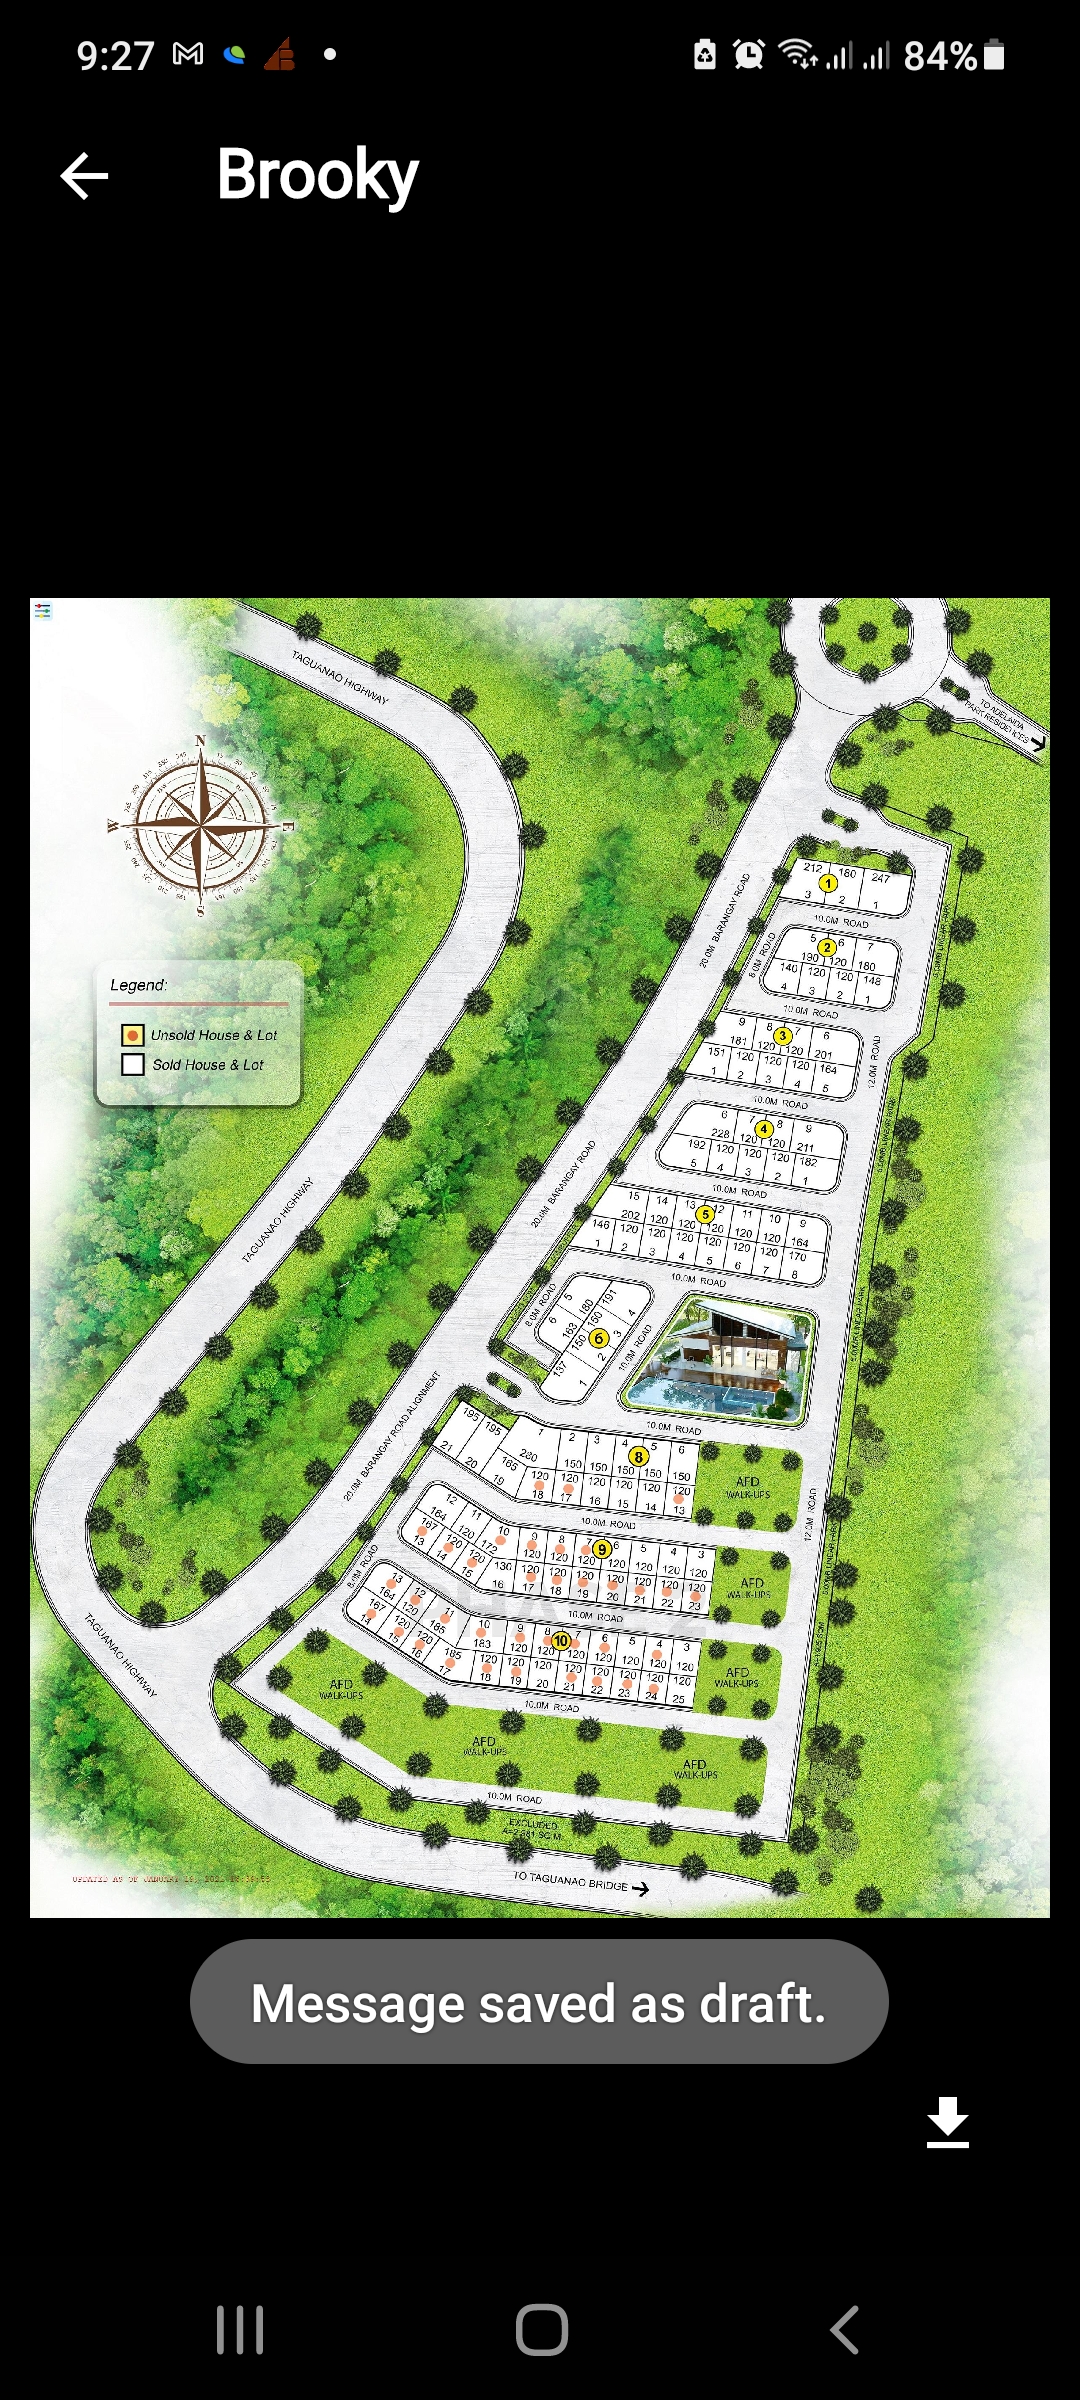 9:27
84%
Brooky
TAGUANAO HIGHWAY
TO ADELAIDA
PARK RESIDENCES
N
W
E
S
Legend:
Unsold House & Lot
Sold House & Lot
20.0M BARANGAY ROAD
212 180 247
1
3 2 1
10.0M ROAD
8.0M ROAD
5 6 7
2
190 120 180
140 120 120 148
4 3 2 1
10.0M ROAD
9 8 7 6
3
181 120 120 201
151 120 120 120 164
1 2 3 4 5
12.0M ROAD
10.0M ROAD
6 7 8 9
4
228 120 120 211
192 120 120 120 182
5 4 3 2 1
10.0M ROAD
20.0M BARANGAY ROAD
15 14 13 12 11 10 9
5
202 120 120 120 120 120 164
146 120 120 120 120 120 120 170
1 2 3 4 5 6 7 8
10.0M ROAD
TAGUANAO HIGHWAY
8.0M ROAD
5 180 191
6 163 150 4
150 6 3
137 2
1
10.0M ROAD
10.0M ROAD
20.0M BARANGAY ROAD ALIGNMENT
195 195 1 2 3 4 5 6
8
280 150 150 150 150 150
21 20 165 120 120 120 120 120 120
19 18 17 16 15 14 13
AFD
WALK-UPS
12.0M ROAD
10.0M ROAD
12 11 10 9 8 7 6 5 4 3
9
164 120 172 120 120 120 120 120 120
167 120 120 130 120 120 120 120 120 120 120
13 14 15 16 17 18 19 20 21 22 23
AFD
WALK-UPS
8.0M ROAD
10.0M ROAD
13 12 11 10 9 8 7 6 5 4 3
10
164 120 165 183 120 120 120 120 120 120 120
167 120 120 165 120 120 120 120 120 120 120 120
14 15 16 17 18 19 20 21 22 23 24 25
AFD
WALK-UPS
10.0M ROAD
TAGUANAO HIGHWAY
AFD
WALK-UPS
AFD
WALK-UPS
AFD
WALK-UPS
10.0M ROAD
EXCLUDED
TO TAGUANAO BRIDGE
UPDATED AS OF JANUARY
Message saved as draft.